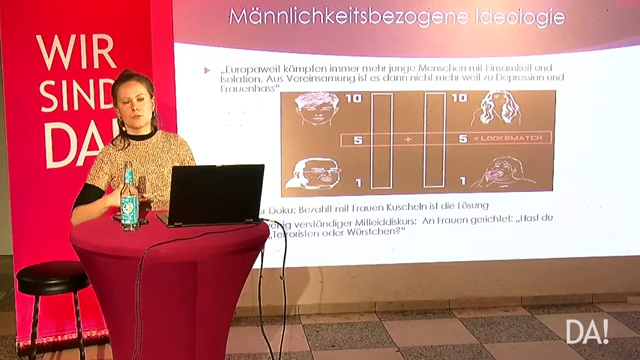 Männlichkeitsbezogene Ideologie
WIR
SIND
DA!
„Europaweit kämpfen immer mehr junge Menschen mit Einsamkeit und
Isolation. Aus Vereinsamung ist es dann nicht mehr weit zu Depression und
Frauenhass“
10 10
5 + 5 = LOOKSMATCH
1 1
Doku: Bezahlt mit Frauen Kuscheln ist die Lösung
verständiger Mitleiddiskurs: An Frauen gerichtet: „Hast du
Terroristen oder Würstchen?“
DA!